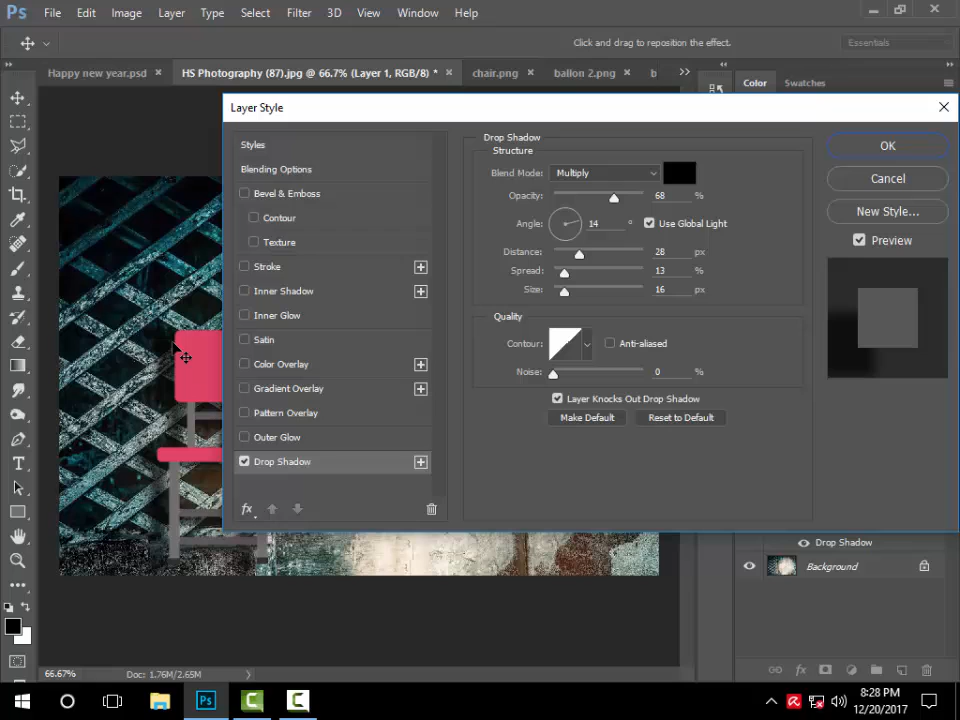 Ps File Edit Image Layer Type Select Filter 3D View Window Help
Click and drag to reposition the effect.
Essentials
Happy new year.psd × HS Photography (87).jpg @ 66.7% (Layer 1, RGB/8) * × chair.png × ballon 2.png × b
Color Swatches
Layer Style
Styles
Blending Options
Bevel & Emboss
Contour
Texture
Stroke
Inner Shadow
Inner Glow
Satin
Color Overlay
Gradient Overlay
Pattern Overlay
Outer Glow
Drop Shadow
fx
Drop Shadow
Structure
Blend Mode: Multiply
Opacity: 68 %
Angle: 14 ° Use Global Light
Distance: 28 px
Spread: 13 %
Size: 16 px
Quality
Contour: Anti-aliased
Noise: 0 %
Layer Knocks Out Drop Shadow
Make Default Reset to Default
OK
Cancel
New Style...
Preview
Drop Shadow
Background
fx
66.67% Doc: 1.76M/2.65M
Ps
8:28 PM
12/20/2017